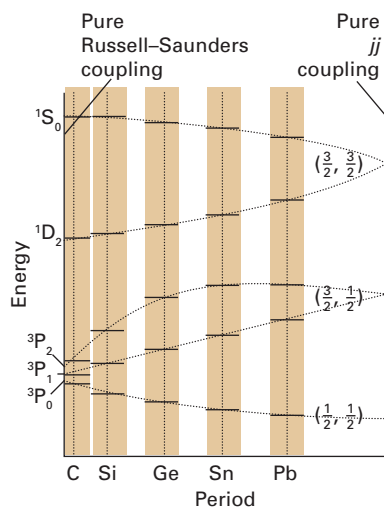 Pure
Russell–Saunders
coupling
Pure
jj
coupling
¹S₀
(3/2, 3/2)
¹D₂
Energy
(3/2, 1/2)
³P₂
³P₁
³P₀
(1/2, 1/2)
C Si Ge Sn Pb
Period